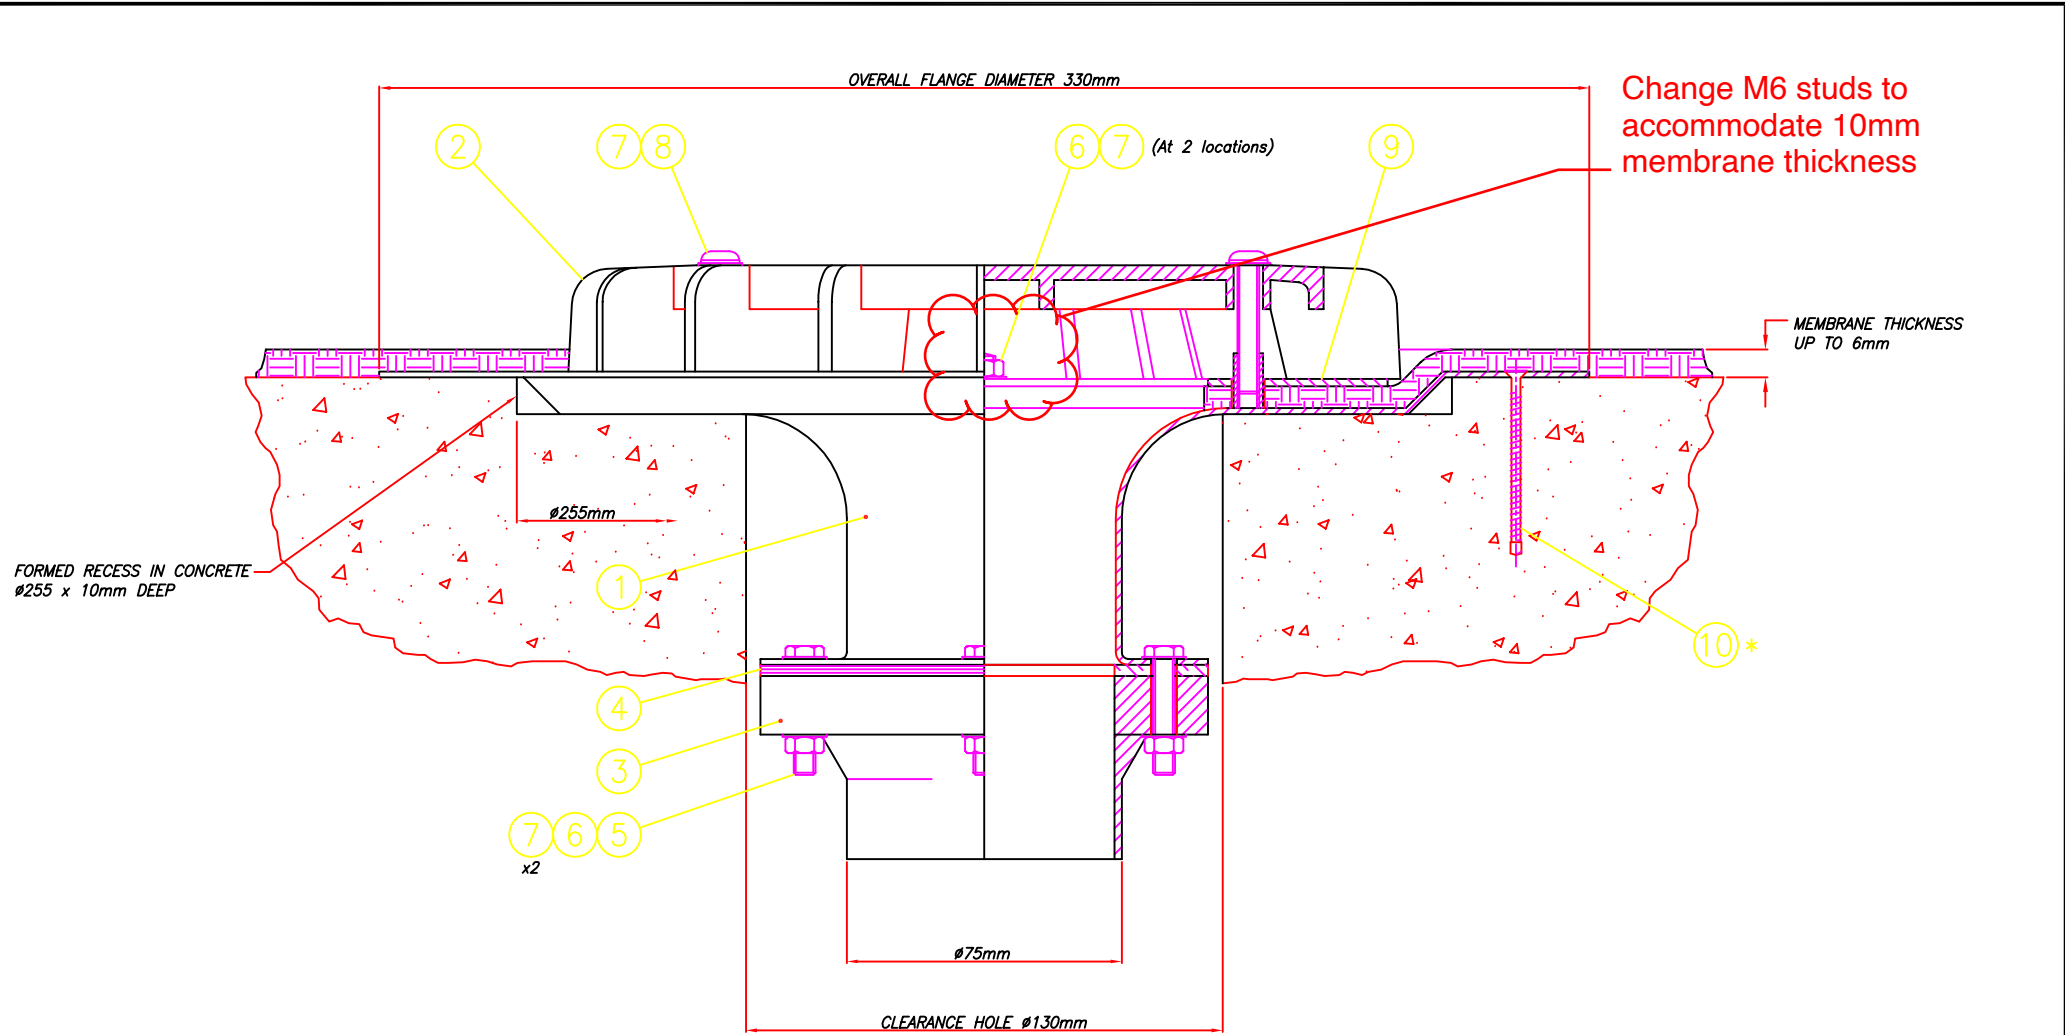 OVERALL FLANGE DIAMETER 330mm
Change M6 studs to
accommodate 10mm
membrane thickness
2
7 8
6 7 (At 2 locations)
9
MEMBRANE THICKNESS
UP TO 6mm
ø255mm
FORMED RECESS IN CONCRETE
ø255 x 10mm DEEP
1
10 *
4
3
7 6 5
x2
ø75mm
CLEARANCE HOLE ø130mm